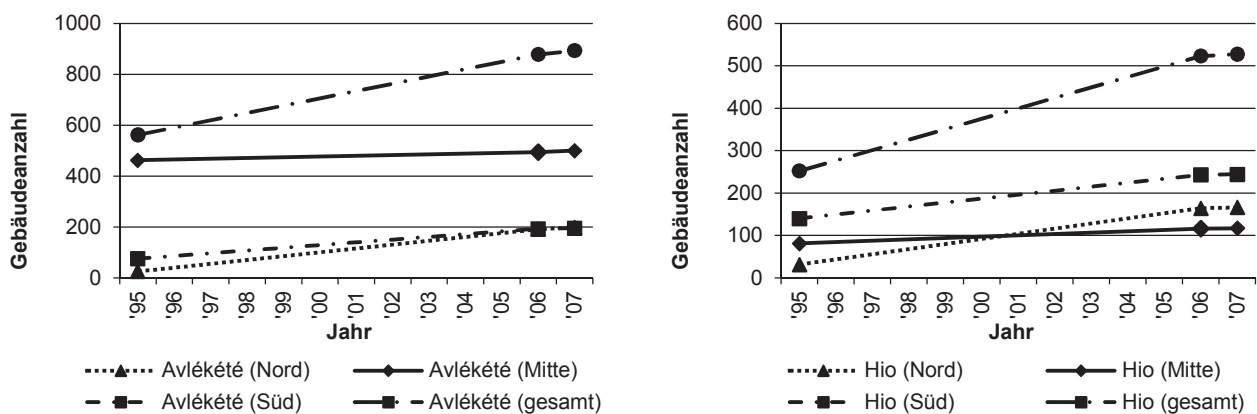 1000
800
600
400
200
0
Gebäudeanzahl
'95 '96 '97 '98 '99 '00 '01 '02 '03 '04 '05 '06 '07
Jahr
Avlékété (Nord) Avlékété (Mitte)
Avlékété (Süd) Avlékété (gesamt)
600
500
400
300
200
100
0
Gebäudeanzahl
'95 '96 '97 '98 '99 '00 '01 '02 '03 '04 '05 '06 '07
Jahr
Hio (Nord) Hio (Mitte)
Hio (Süd) Hio (gesamt)